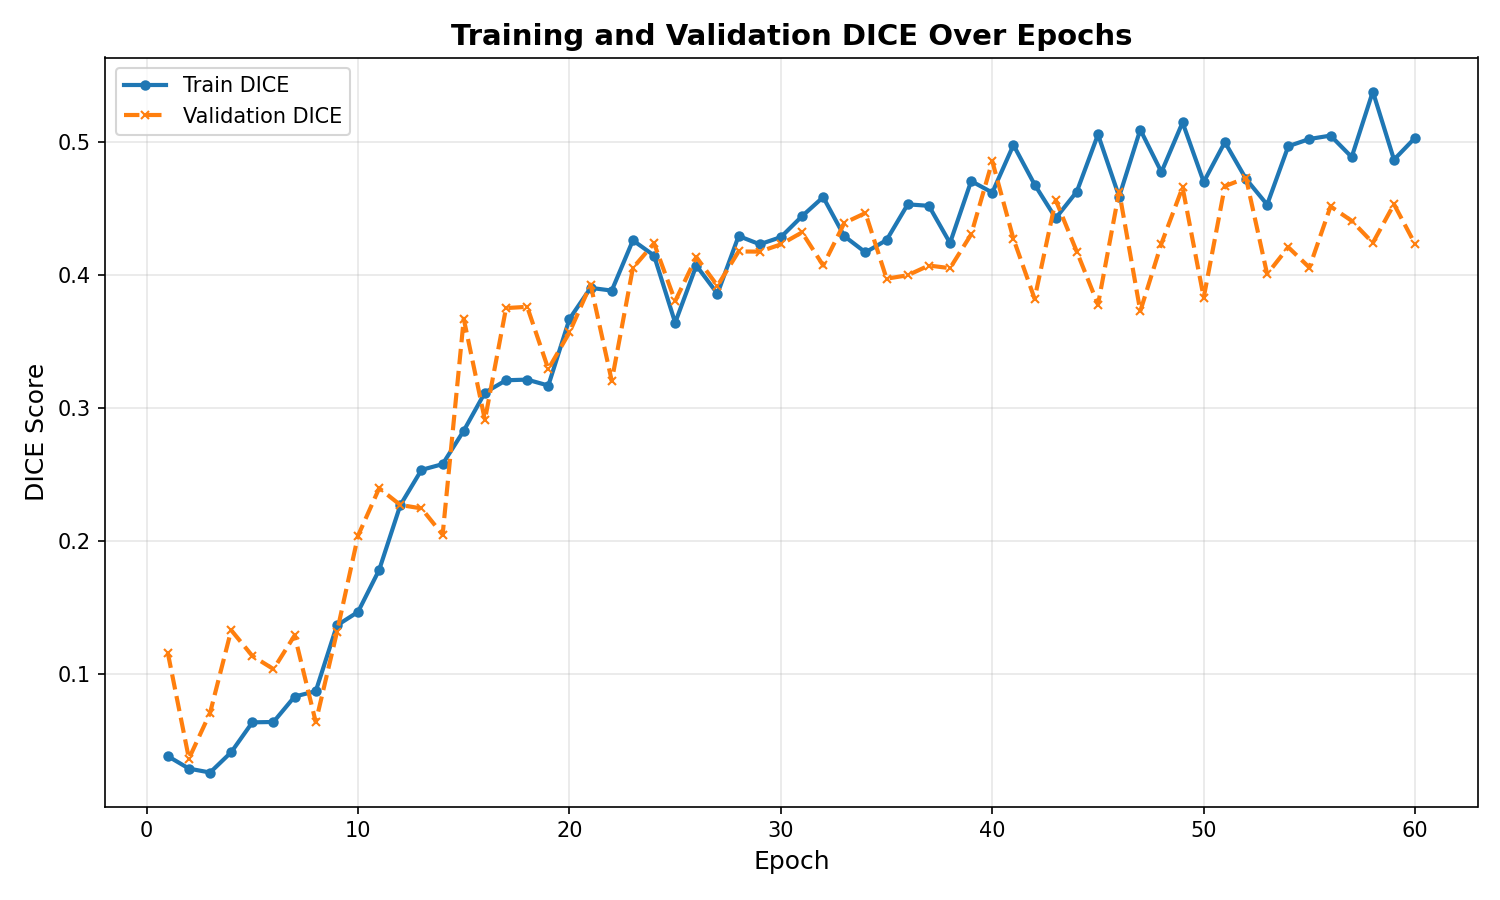 Training and Validation DICE Over Epochs
Train DICE
Validation DICE
DICE Score
0.5
0.4
0.3
0.2
0.1
0 10 20 30 40 50 60
Epoch